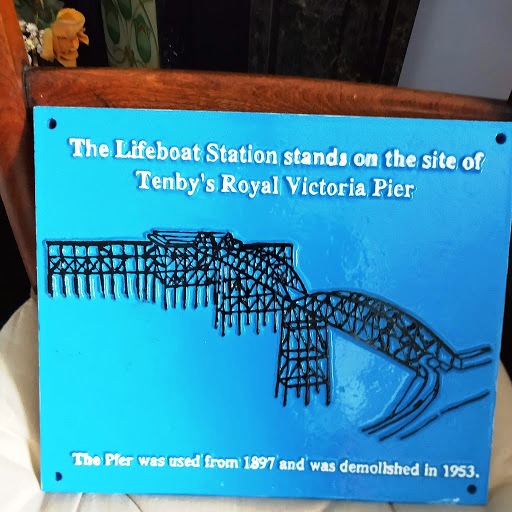 The Lifeboat Station stands on the site of
Tenby's Royal Victoria Pier
The Pier was used from 1897 and was demolished in 1953.